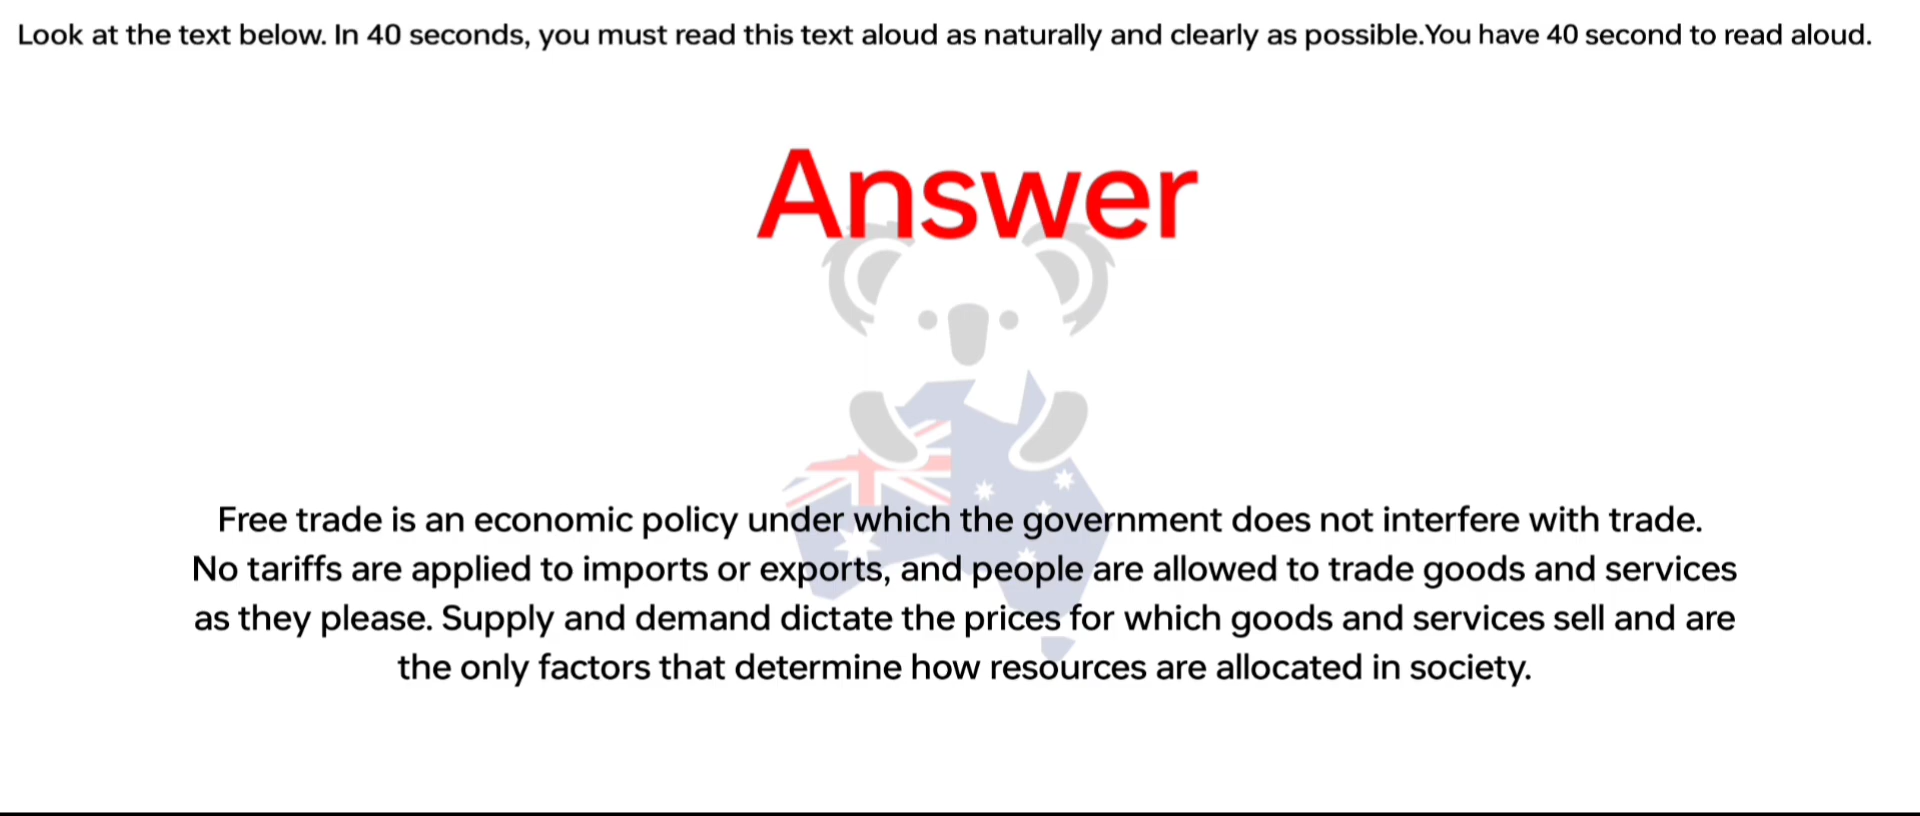 Look at the text below. In 40 seconds, you must read this text aloud as naturally and clearly as possible.You have 40 second to read aloud.
Answer
Free trade is an economic policy under which the government does not interfere with trade.
No tariffs are applied to imports or exports, and people are allowed to trade goods and services
as they please. Supply and demand dictate the prices for which goods and services sell and are
the only factors that determine how resources are allocated in society.